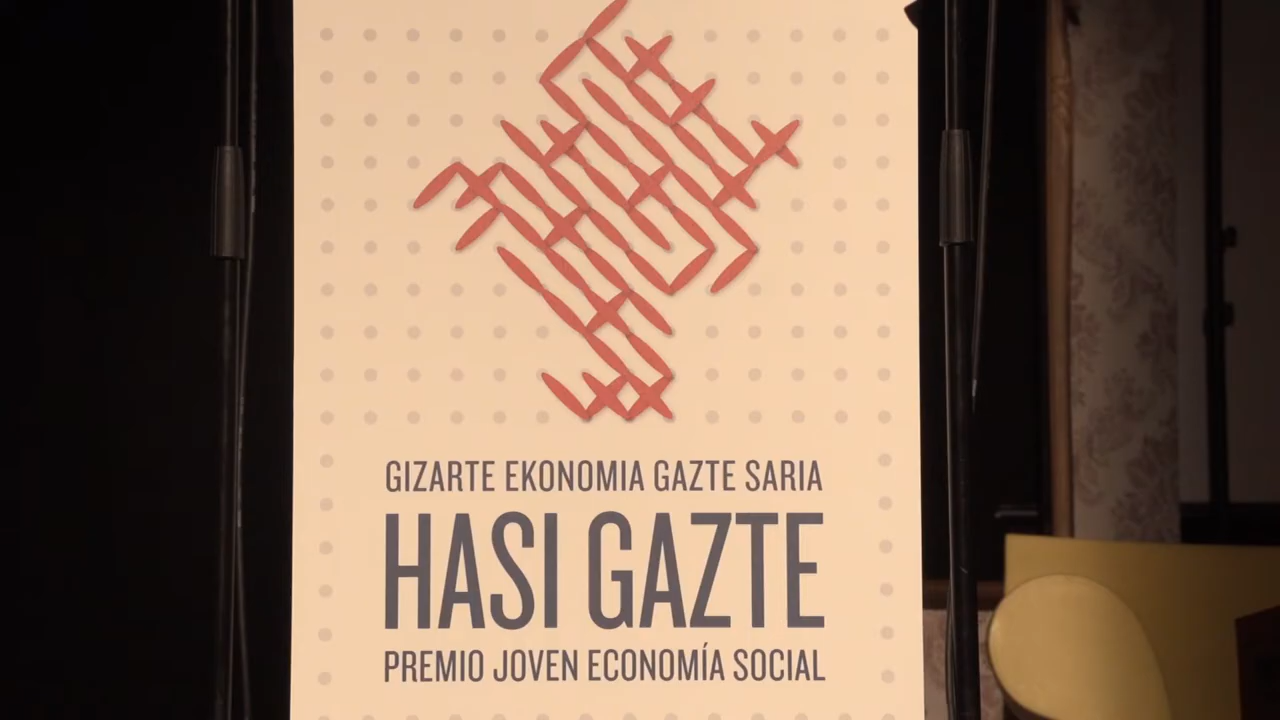 GIZARTE EKONOMIA GAZTE SARIA
HASI GAZTE
PREMIO JOVEN ECONOMÍA SOCIAL